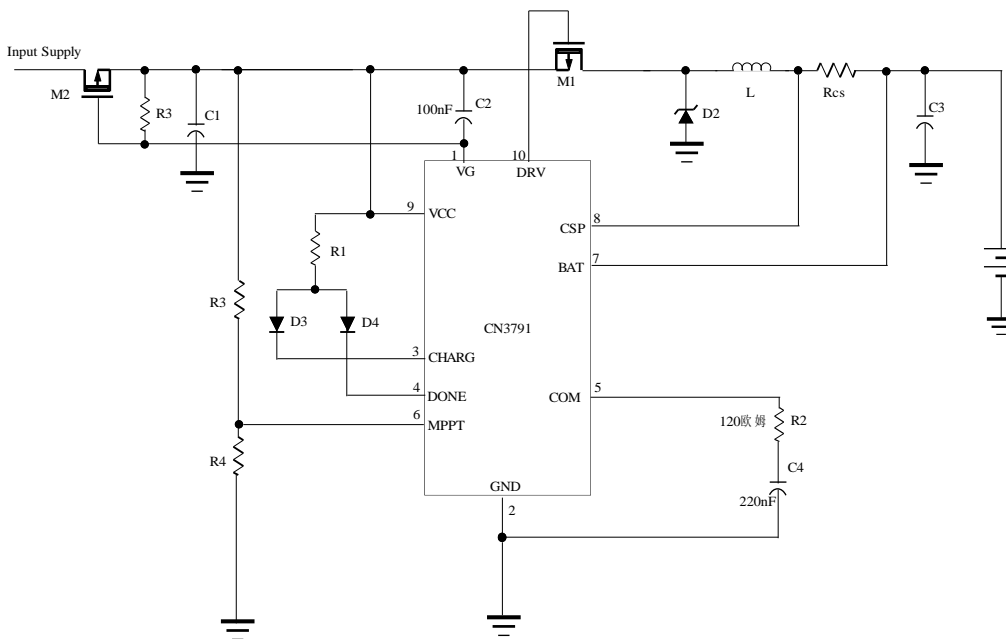 Input Supply
M2
R3
C1
100nF
C2
M1
D2
L
Rcs
C3
1
VG
10
DRV
9
VCC
R1
CSP
8
BAT
7
R3
D3
D4
CN3791
3
CHARG
4
DONE
6
MPPT
COM
5
120欧姆
R2
R4
C4
220nF
GND
2